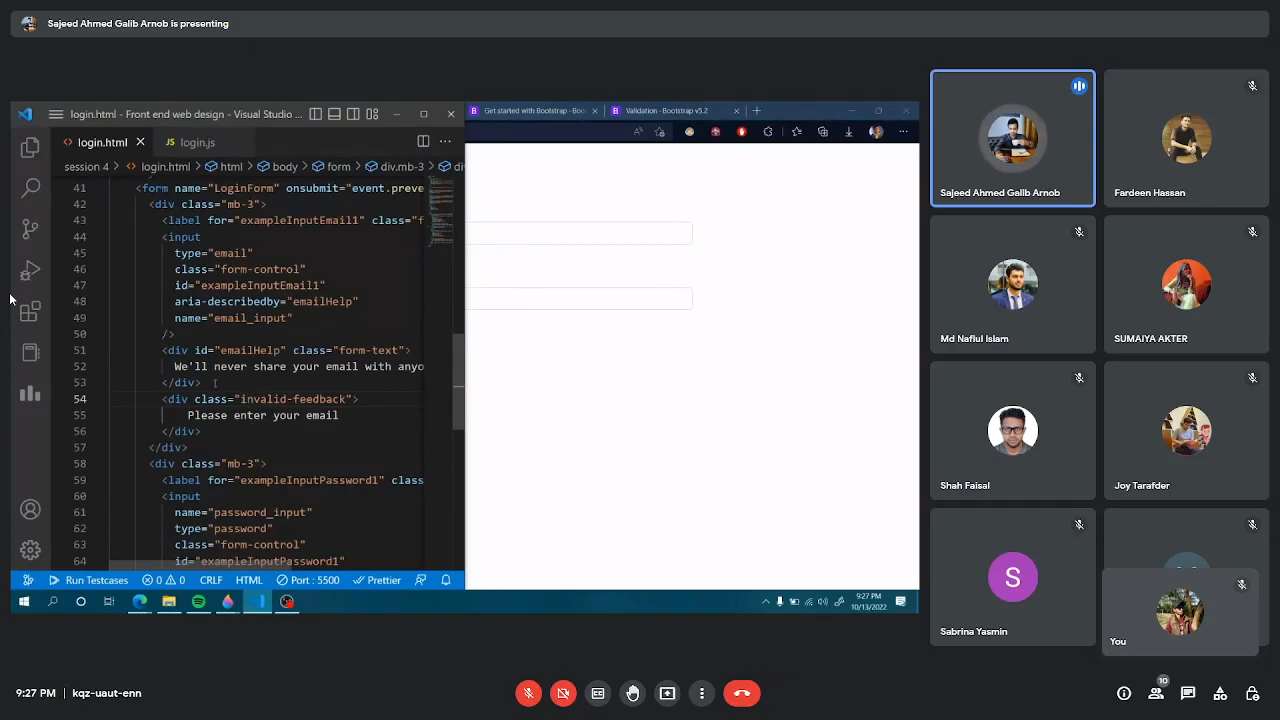 Sajeed Ahmed Galib Arnob is presenting
login.html - Front end web design - Visual Studio ...
Get started with Bootstrap · Boo
Validation · Bootstrap v5.2
login.html
login.js
session 4 > login.html > html > body > form > div.mb-3 >
41 <form name="LoginForm" onsubmit="event.preve
42 <div class="mb-3">
43 <label for="exampleInputEmail1" class="f
44 <input
45 type="email"
46 class="form-control"
47 id="exampleInputEmail1"
48 aria-describedby="emailHelp"
49 name="email_input"
50 />
51 <div id="emailHelp" class="form-text">
52 We'll never share your email with anyo
53 </div>
54 <div class="invalid-feedback">
55 Please enter your email
56 </div>
57 </div>
58 <div class="mb-3">
59 <label for="exampleInputPassword1" class
60 <input
61 name="password_input"
62 type="password"
63 class="form-control"
64 id="exampleInputPassword1"
Run Testcases 0 0 CRLF HTML Port : 5500 Prettier
9:27 PM
10/13/2022
Sajeed Ahmed Galib Arnob
Fardeen Hassan
Md Nafiul Islam
SUMAIYA AKTER
Shah Faisal
Joy Tarafder
S
Sabrina Yasmin
You
9:27 PM | kqz-uaut-enn
10